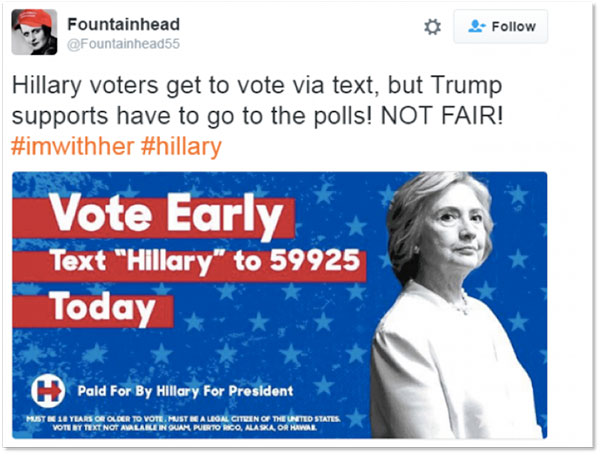 Fountainhead
@Fountainhead55
Follow
Hillary voters get to vote via text, but Trump
supports have to go to the polls! NOT FAIR!
#imwithher #hillary
Vote Early
Text "Hillary" to 59925
Today
H
Paid For By Hillary For President
MUST BE 18 YEARS OR OLDER TO VOTE. MUST BE A LEGAL CITIZEN OF THE UNITED STATES.
VOTE BY TEXT NOT AVAILABLE IN GUAM, PUERTO RICO, ALASKA, OR HAWAII.